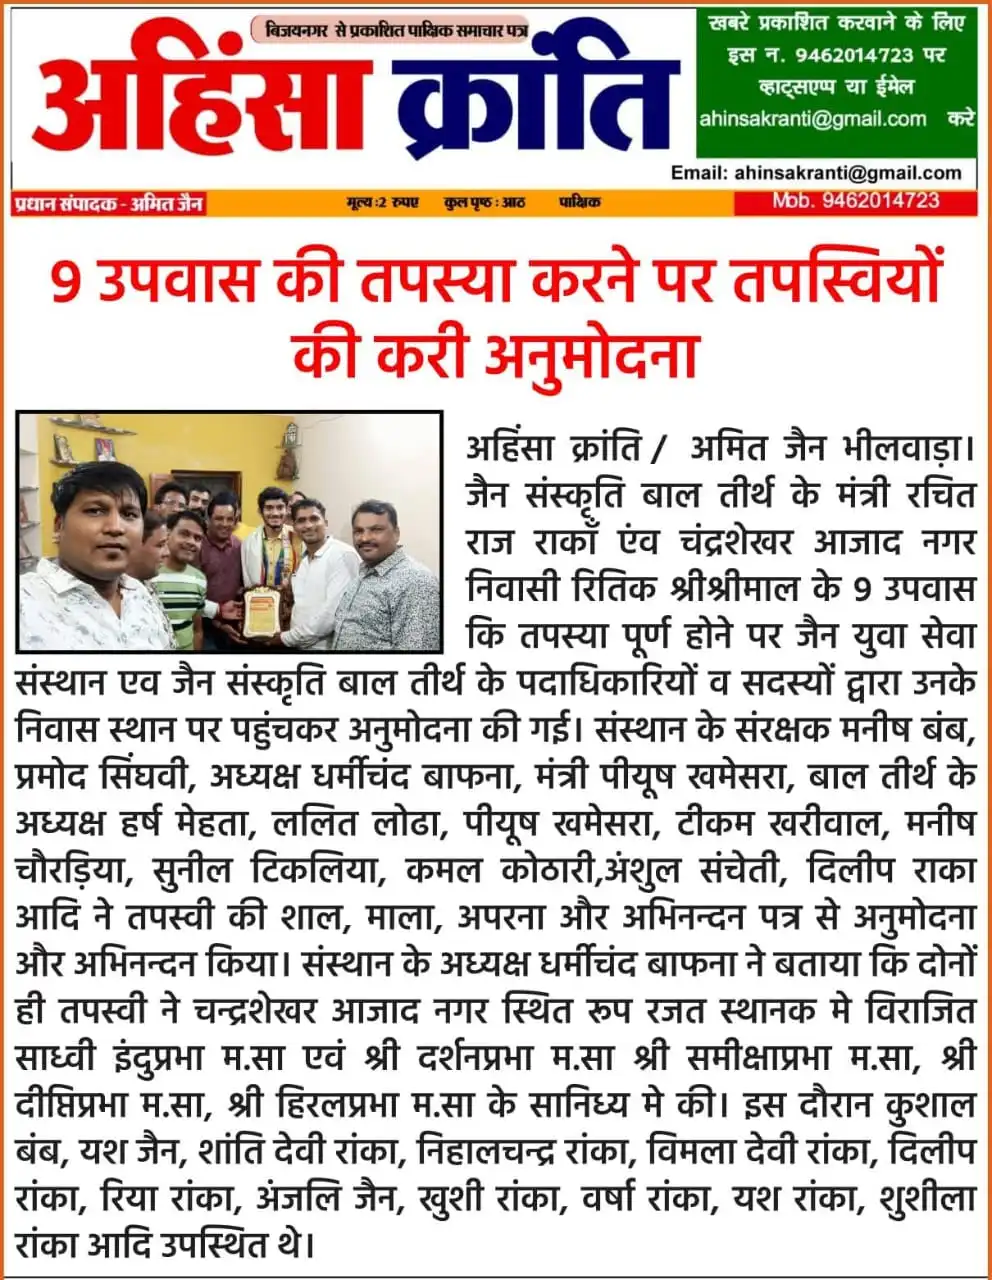 बिजयनगर से प्रकाशित पाक्षिक समाचार पत्र
अहिंसा क्रांति
खबरे प्रकाशित करवाने के लिए
इस न. 9462014723 पर
व्हाट्सएप्प या ईमेल
ahinsakranti@gmail.com करे
Email: ahinsakranti@gmail.com
प्रधान संपादक - अमित जैन मूल्य :2 रुपए कुल पृष्ठ : आठ पाक्षिक Mob. 9462014723
9 उपवास की तपस्या करने पर तपस्वियों
की करी अनुमोदना
अहिंसा क्रांति / अमित जैन भीलवाड़ा।
जैन संस्कृति बाल तीर्थ के मंत्री रचित
राज राकाँ एंव चंद्रशेखर आजाद नगर
निवासी रितिक श्रीश्रीमाल के 9 उपवास
कि तपस्या पूर्ण होने पर जैन युवा सेवा
संस्थान एव जैन संस्कृति बाल तीर्थ के पदाधिकारियों व सदस्यों द्वारा उनके
निवास स्थान पर पहुंचकर अनुमोदना की गई। संस्थान के संरक्षक मनीष बंब,
प्रमोद सिंघवी, अध्यक्ष धर्मीचंद बाफना, मंत्री पीयूष खमेसरा, बाल तीर्थ के
अध्यक्ष हर्ष मेहता, ललित लोढा, पीयूष खमेसरा, टीकम खरीवाल, मनीष
चौरड़िया, सुनील टिकलिया, कमल कोठारी,अंशुल संचेती, दिलीप राका
आदि ने तपस्वी की शाल, माला, अपरना और अभिनन्दन पत्र से अनुमोदना
और अभिनन्दन किया। संस्थान के अध्यक्ष धर्मीचंद बाफना ने बताया कि दोनों
ही तपस्वी ने चन्द्रशेखर आजाद नगर स्थित रूप रजत स्थानक मे विराजित
साध्वी इंदुप्रभा म.सा एवं श्री दर्शनप्रभा म.सा श्री समीक्षाप्रभा म.सा, श्री
दीप्तिप्रभा म.सा, श्री हिरलप्रभा म.सा के सानिध्य मे की। इस दौरान कुशाल
बंब, यश जैन, शांति देवी रांका, निहालचन्द्र रांका, विमला देवी रांका, दिलीप
रांका, रिया रांका, अंजलि जैन, खुशी रांका, वर्षा रांका, यश रांका, शुशीला
रांका आदि उपस्थित थे।